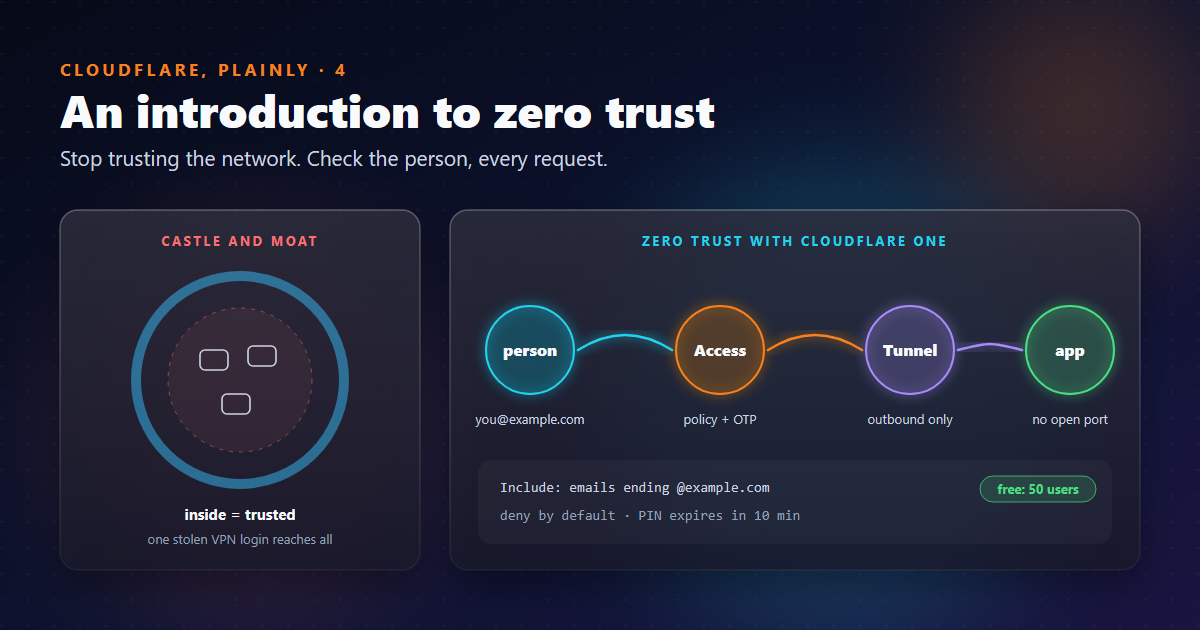 CLOUDFLARE, PLAINLY · 4
An introduction to zero trust
Stop trusting the network. Check the person, every request.
CASTLE AND MOAT
inside = trusted
one stolen VPN login reaches all
ZERO TRUST WITH CLOUDFLARE ONE
person
Access
Tunnel
app
you@example.com
policy + OTP
outbound only
no open port
Include: emails ending @example.com
free: 50 users
deny by default · PIN expires in 10 min